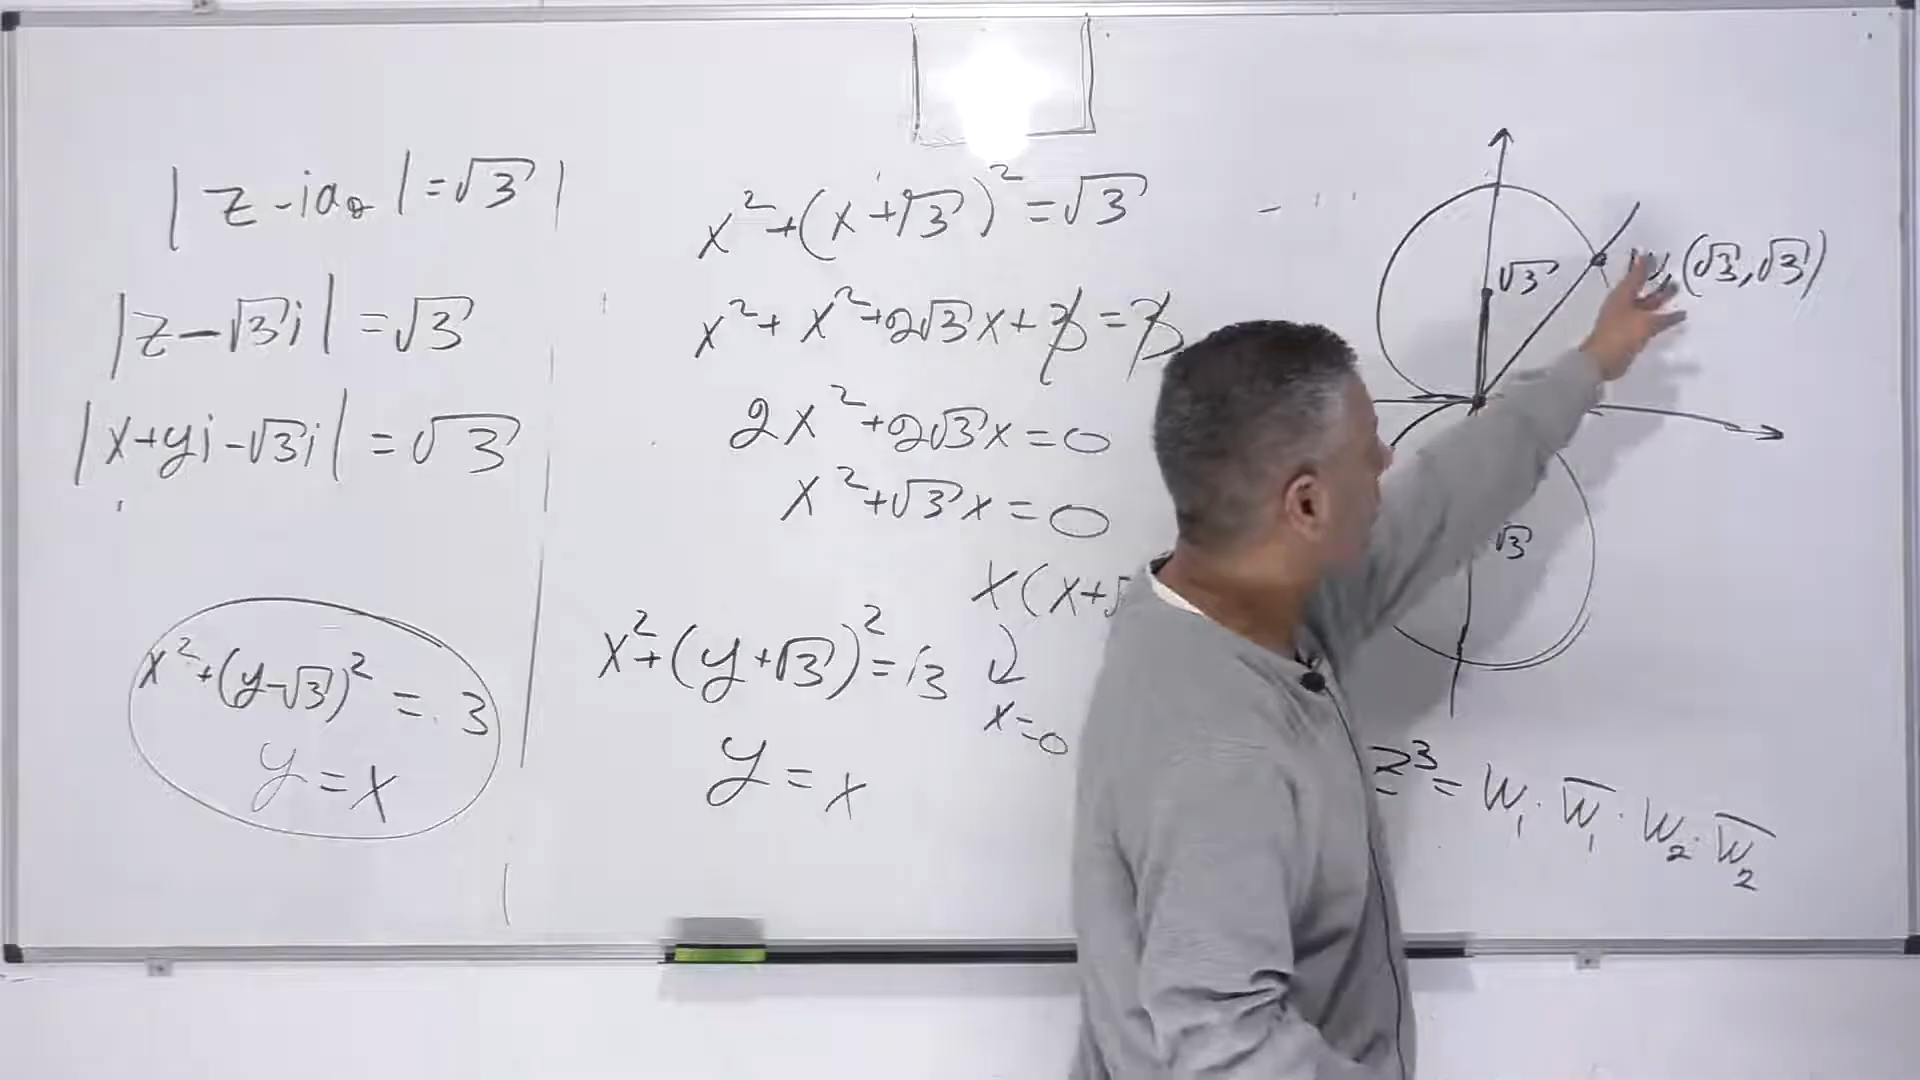 |z-ia₀|=√3|
|z-√3i|=√3
|x+yi-√3i|=√3
x²+(y-√3)²=3
y=x
x²+(x+√3)²=√3
x²+x²+2√3x+3=3
2x²+2√3x=0
x²+√3x=0
x(x+√
x²+(y+√3)²=3
x=0
y=x
√3
(√3,√3)
√3
z³=W₁·W̅₁·W₂·W̅₂